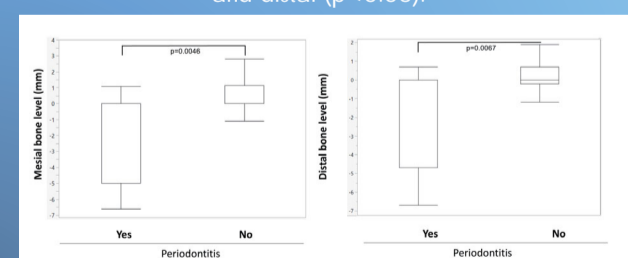 and distal (p<0.05).
Mesial bone level (mm)
4
3
2
1
0
-1
-2
-3
-4
-5
-6
-7
p=0.0046
Yes
No
Periodontitis
Distal bone level (mm)
2
1
0
-1
-2
-3
-4
-5
-6
-7
p=0.0067
Yes
No
Periodontitis